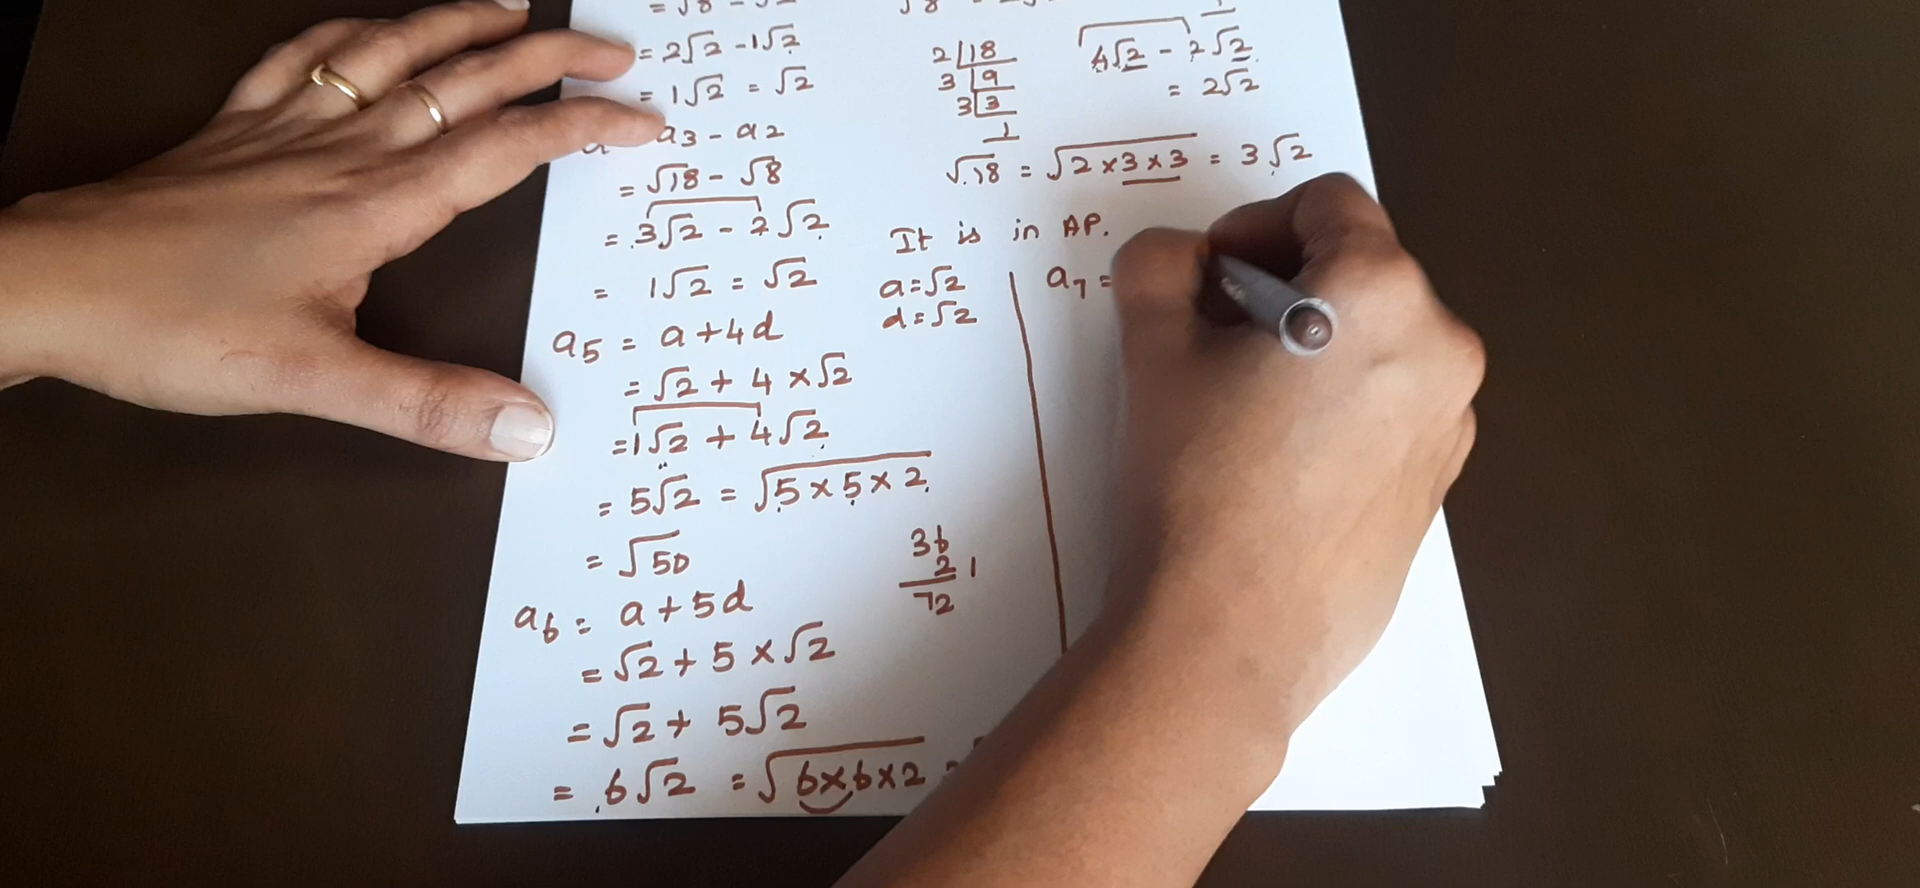 = √8 - √2
= 2√2 - 1√2
= 1√2 = √2
a3 - a2
= √18 - √8
= 3√2 - 2√2
= 1√2 = √2
a5 = a + 4d
= √2 + 4 × √2
= 1√2 + 4√2
= 5√2 = √5 × 5 × 2
= √50
a6 = a + 5d
= √2 + 5 × √2
= √2 + 5√2
= 6√2 = √6×6×2 =
36
2 1
72
2 18
3 9
3 3
1
4√2 - 2√2
= 2√2
√18 = √2 × 3 × 3 = 3√2
It is in AP.
a = √2
d = √2
a7 =